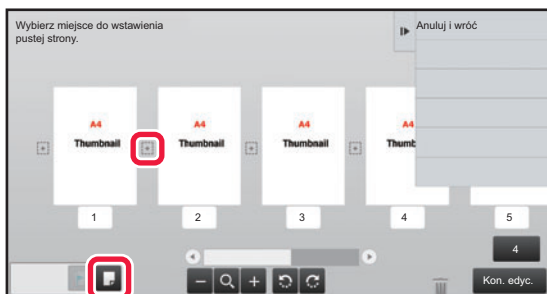 Wybierz miejsce do wstawienia
pustej strony.
Anuluj i wróć
A4
Thumbnail
A4
Thumbnail
A4
Thumbnail
A4
Thumb
1
2
3
4
5
4
Kon. edyc.